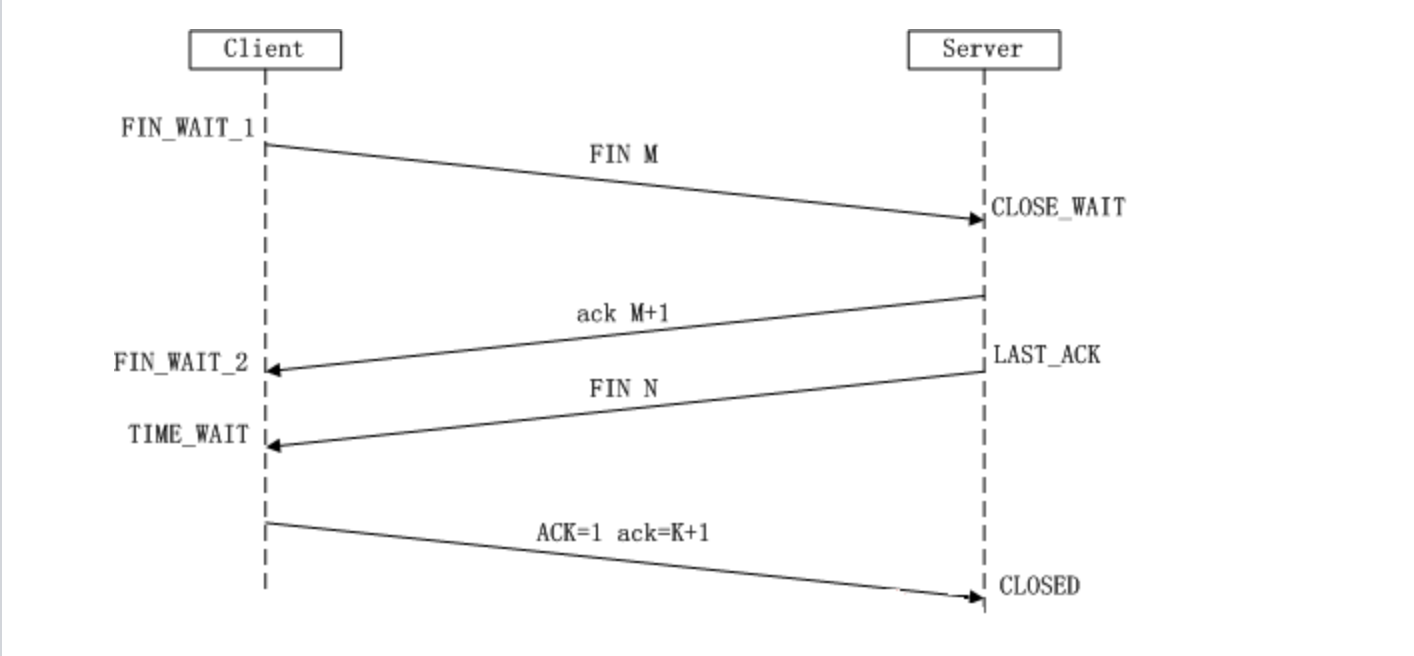 Client
Server
FIN_WAIT_1
FIN M
CLOSE_WAIT
ack M+1
FIN_WAIT_2
LAST_ACK
FIN N
TIME_WAIT
ACK=1 ack=K+1
CLOSED